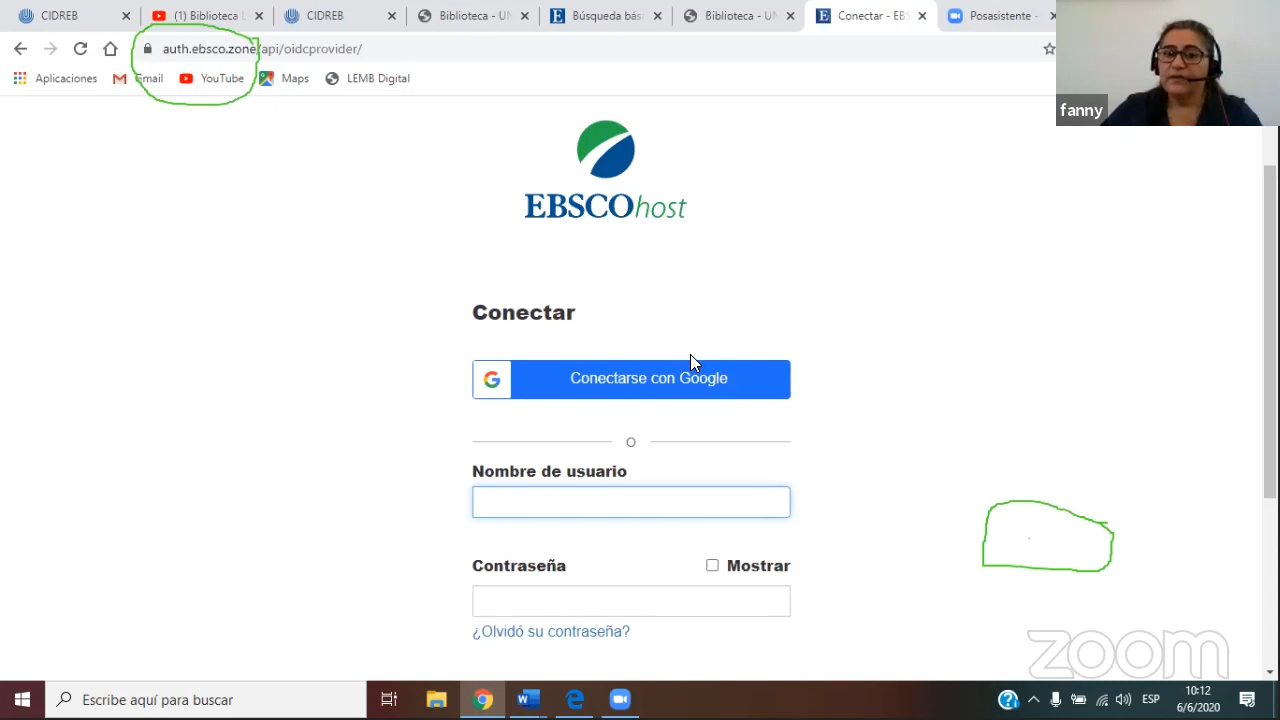 CIDREB
(1) Biblioteca L
CIDREB
Biblioteca - UN
Búsqueda bás
Biblioteca - UN
Conectar - EBS
Posasistente -
auth.ebsco.zone/api/oidcprovider/
Aplicaciones
Gmail
YouTube
Maps
LEMB Digital
fanny
EBSCOhost
Conectar
Conectarse con Google
O
Nombre de usuario
Contraseña
Mostrar
¿Olvidó su contraseña?
zoom
Escribe aquí para buscar
ESP
10:12
6/6/2020